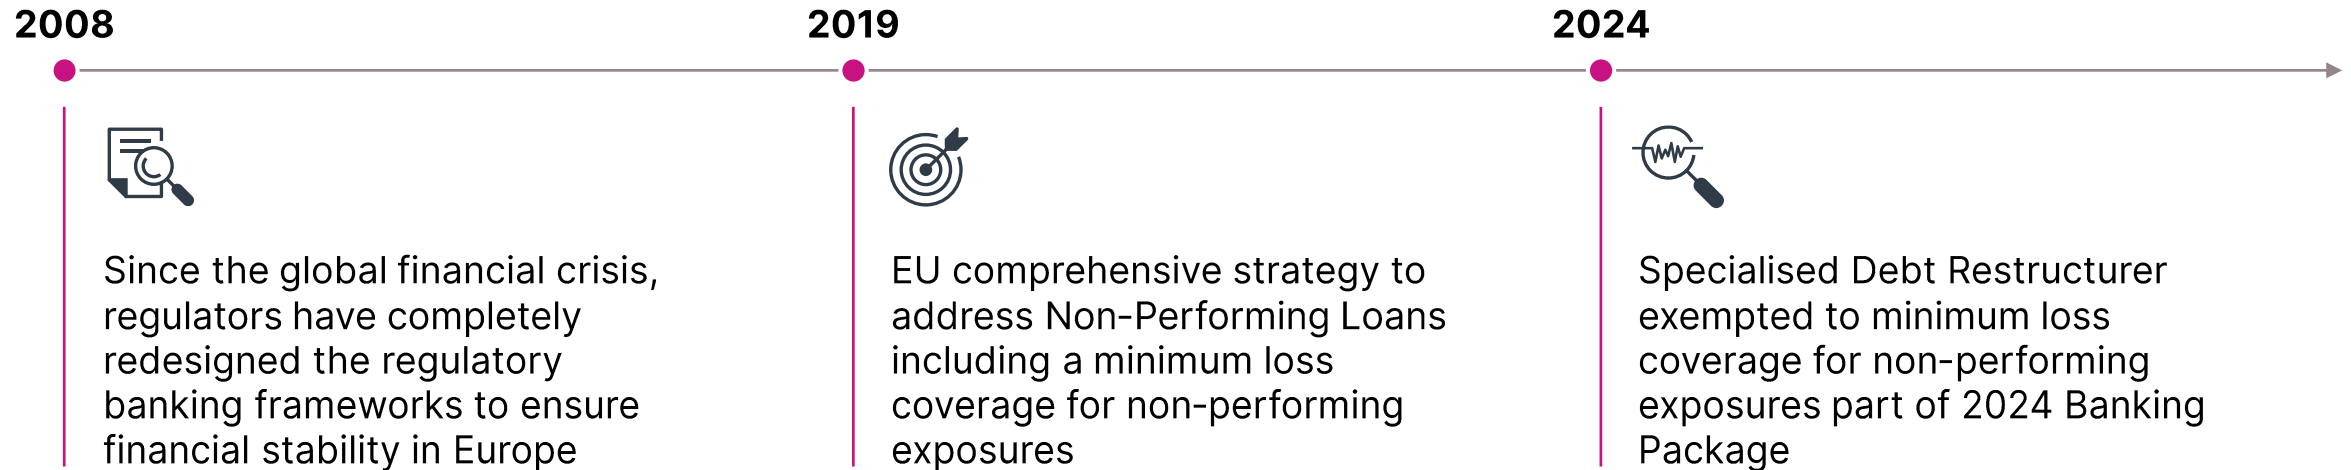 2008
Since the global financial crisis,
regulators have completely
redesigned the regulatory
banking frameworks to ensure
financial stability in Europe
2019
EU comprehensive strategy to
address Non-Performing Loans
including a minimum loss
coverage for non-performing
exposures
2024
Specialised Debt Restructurer
exempted to minimum loss
coverage for non-performing
exposures part of 2024 Banking
Package